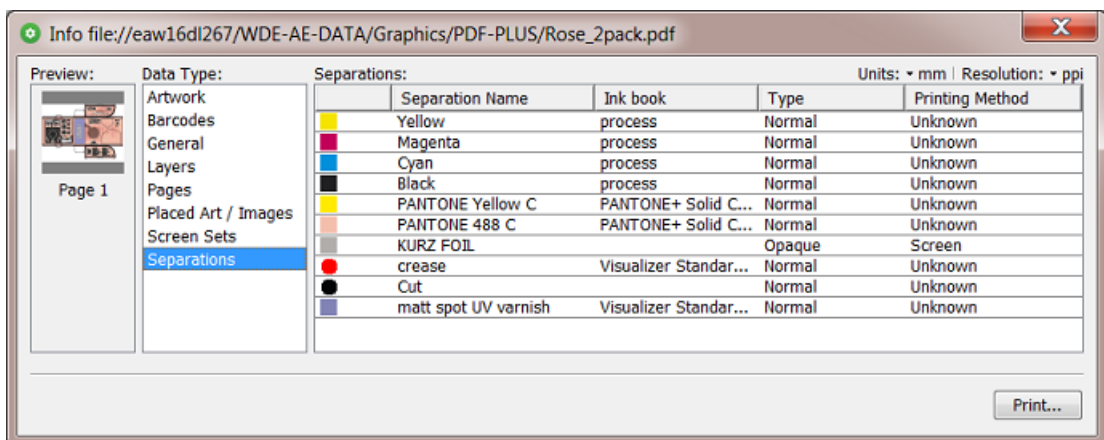 Info file://eaw16dl267/WDE-AE-DATA/Graphics/PDF-PLUS/Rose_2pack.pdf
X
Preview: Data Type: Separations: Units: mm | Resolution: ppi
Page 1
Artwork
Barcodes
General
Layers
Pages
Placed Art / Images
Screen Sets
Separations
Separation Name Ink book Type Printing Method
Yellow process Normal Unknown
Magenta process Normal Unknown
Cyan process Normal Unknown
Black process Normal Unknown
PANTONE Yellow C PANTONE+ Solid C... Normal Unknown
PANTONE 488 C PANTONE+ Solid C... Normal Unknown
KURZ FOIL Opaque Screen
crease Visualizer Standar... Normal Unknown
Cut Normal Unknown
matt spot UV varnish Visualizer Standar... Normal Unknown
Print...